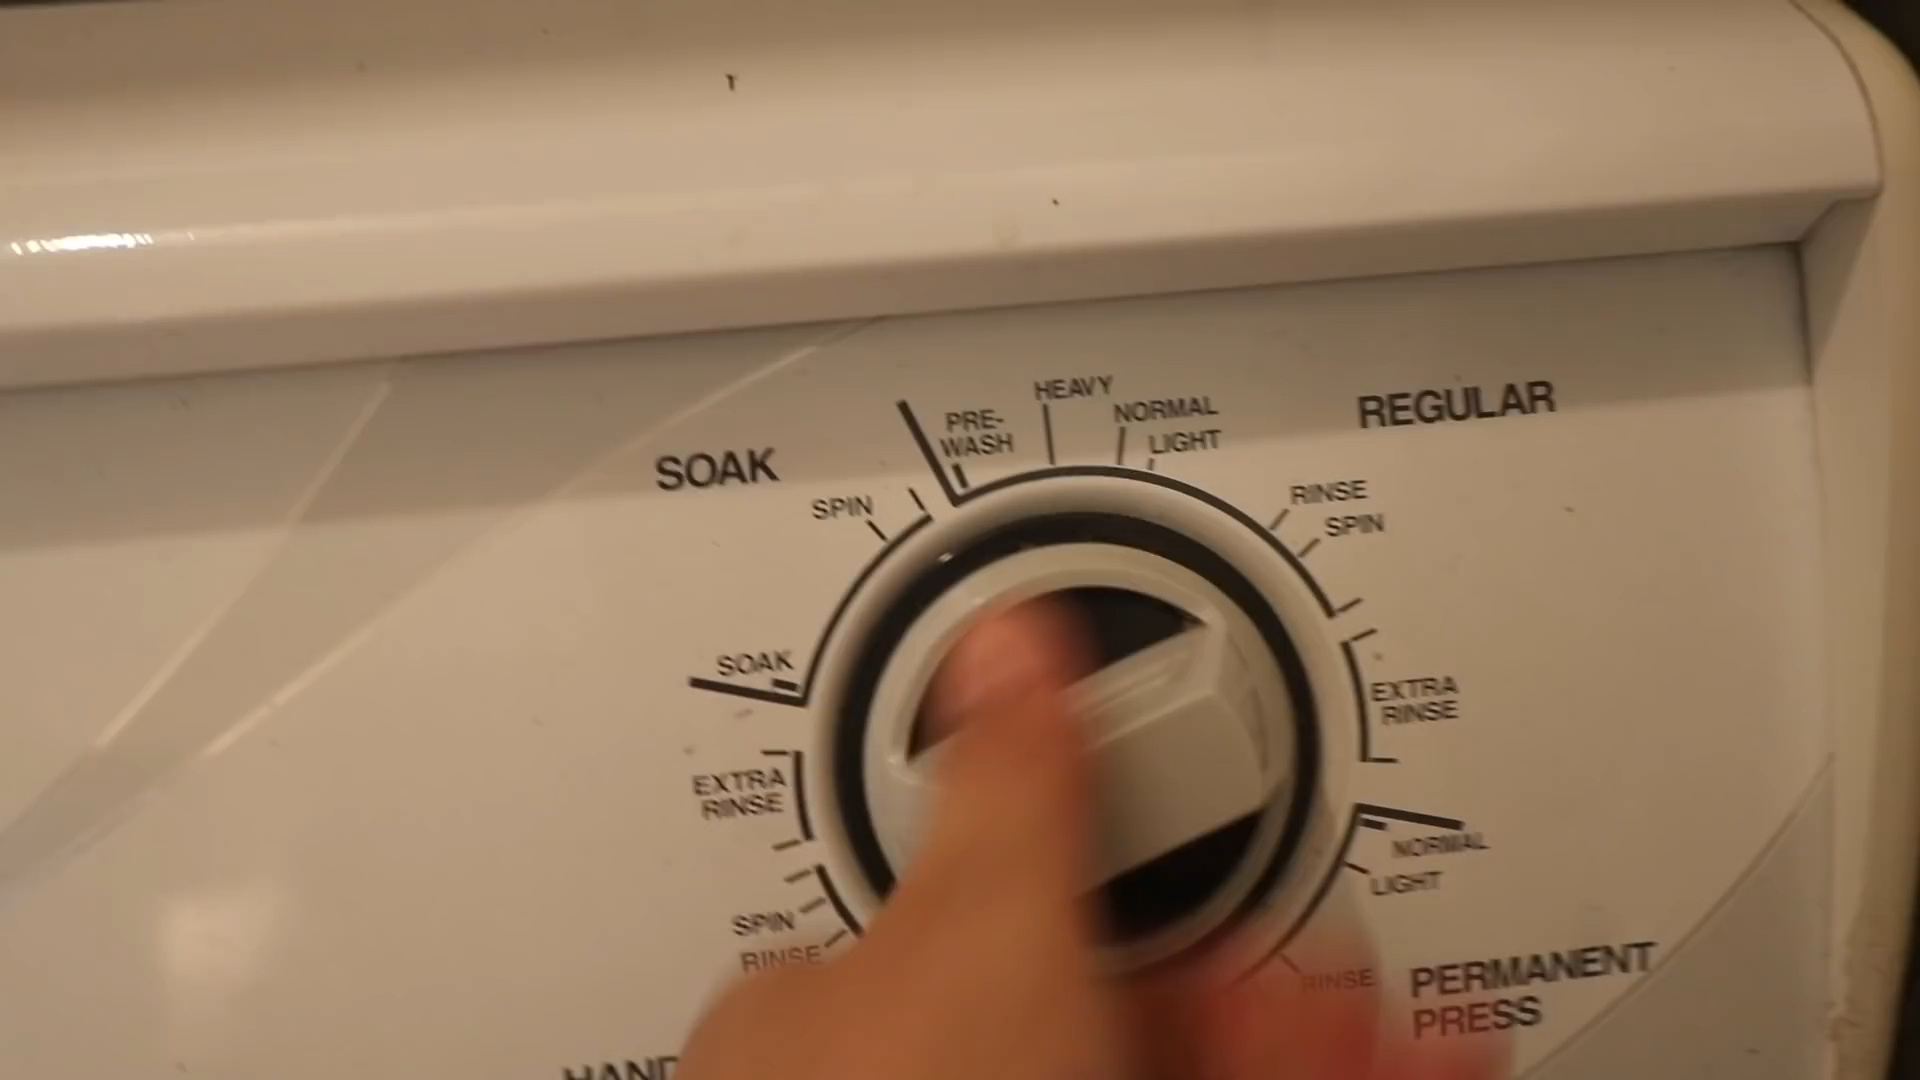 HEAVY
PRE-
WASH
NORMAL
LIGHT
REGULAR
SOAK
SPIN
RINSE
SPIN
SOAK
EXTRA
RINSE
EXTRA
RINSE
NORMAL
LIGHT
SPIN
RINSE
RINSE
PERMANENT
PRESS
HAND